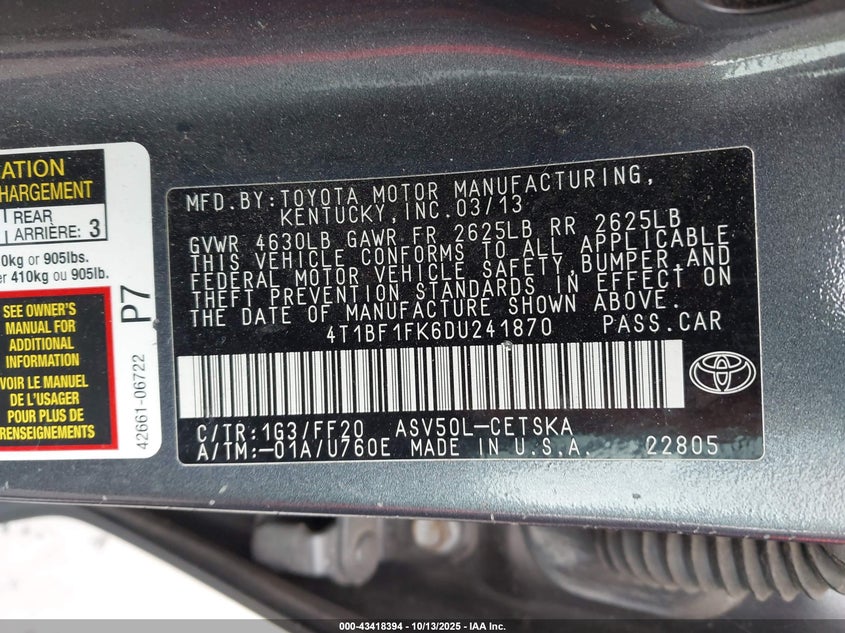 ATION
CHARGEMENT
REAR
ARRIÈRE: 3
0kg or 905lbs.
er 410kg ou 905lb.
SEE OWNER'S
MANUAL FOR
ADDITIONAL
INFORMATION
VOIR LE MANUEL
DE L'USAGER
POUR PLUS DE
RENSEIGNEMENTS
P7
42661-06722
MFD.BY:TOYOTA MOTOR MANUFACTURING,
KENTUCKY,INC.03/13
GVWR 4630LB GAWR FR 2625LB RR 2625LB
THIS VEHICLE CONFORMS TO ALL APPLICABLE
FEDERAL MOTOR VEHICLE SAFETY,BUMPER,AND
THEFT PREVENTION STANDARDS IN EFFECT ON
THE DATE OF MANUFACTURE SHOWN ABOVE.
4T1BF1FK6DU241870 PASS.CAR
C/TR:1G3/FF20 ASV50L-CETSKA
A/TM:-01A/U760E MADE IN U.S.A. 22805
000-43418394 - 10/13/2025 - IAA Inc.